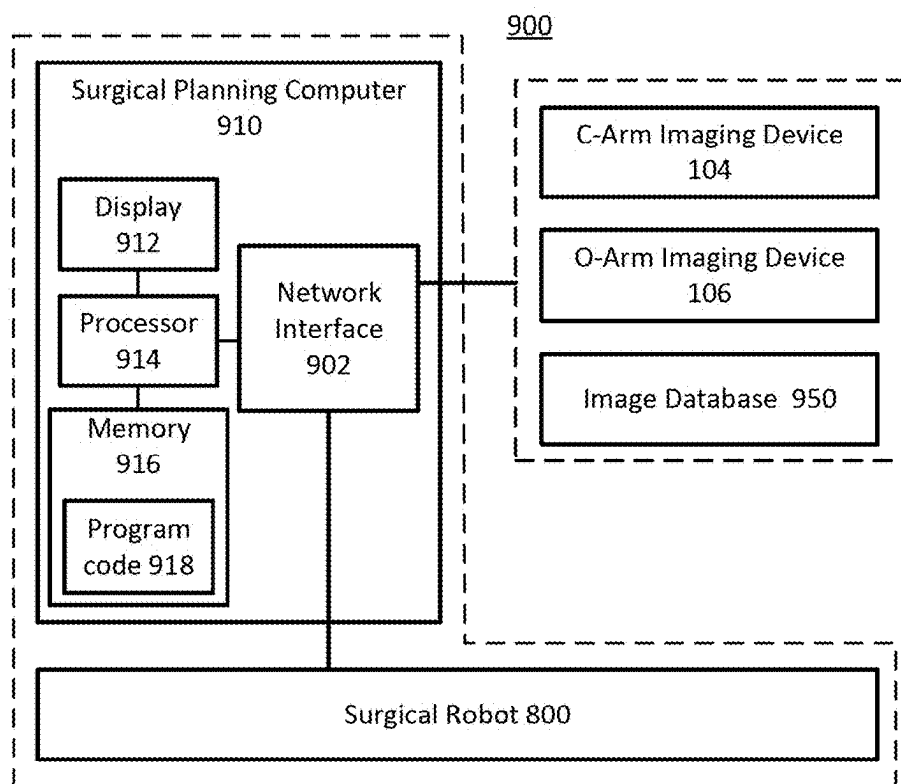 900
Surgical Planning Computer
910
Display
912
Processor
914
Memory
916
Program
code 918
Network
Interface
902
C-Arm Imaging Device
104
O-Arm Imaging Device
106
Image Database 950
Surgical Robot 800